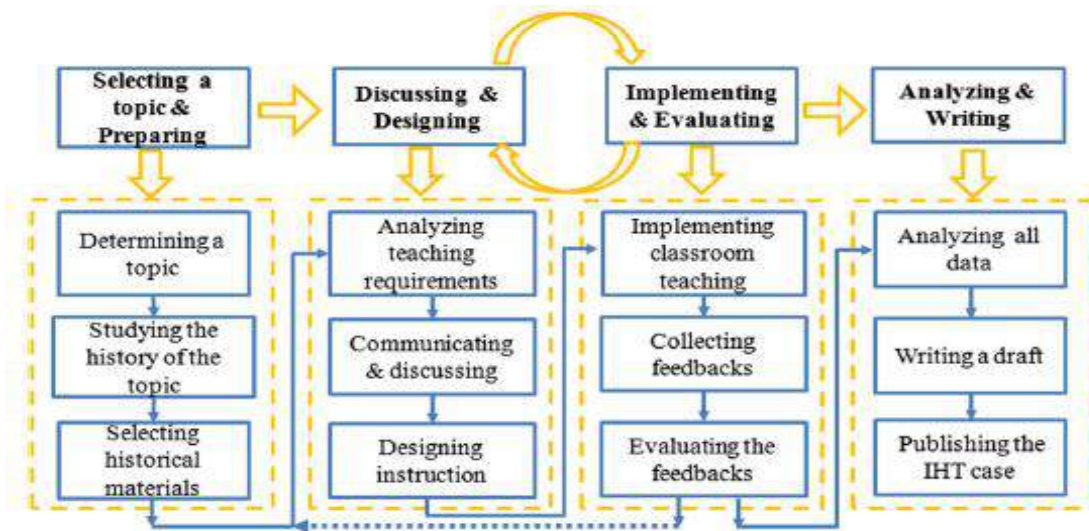 Selecting a
topic &
Preparing
Discussing &
Designing
Implementing
& Evaluating
Analyzing &
Writing
Determining a
topic
Studying the
history of the
topic
Selecting
historical
materials
Analyzing
teaching
requirements
Communicating
& discussing
Designing
instruction
Implementing
classroom
teaching
Collecting
feedbacks
Evaluating the
feedbacks
Analyzing all
data
Writing a draft
Publishing the
IHT case